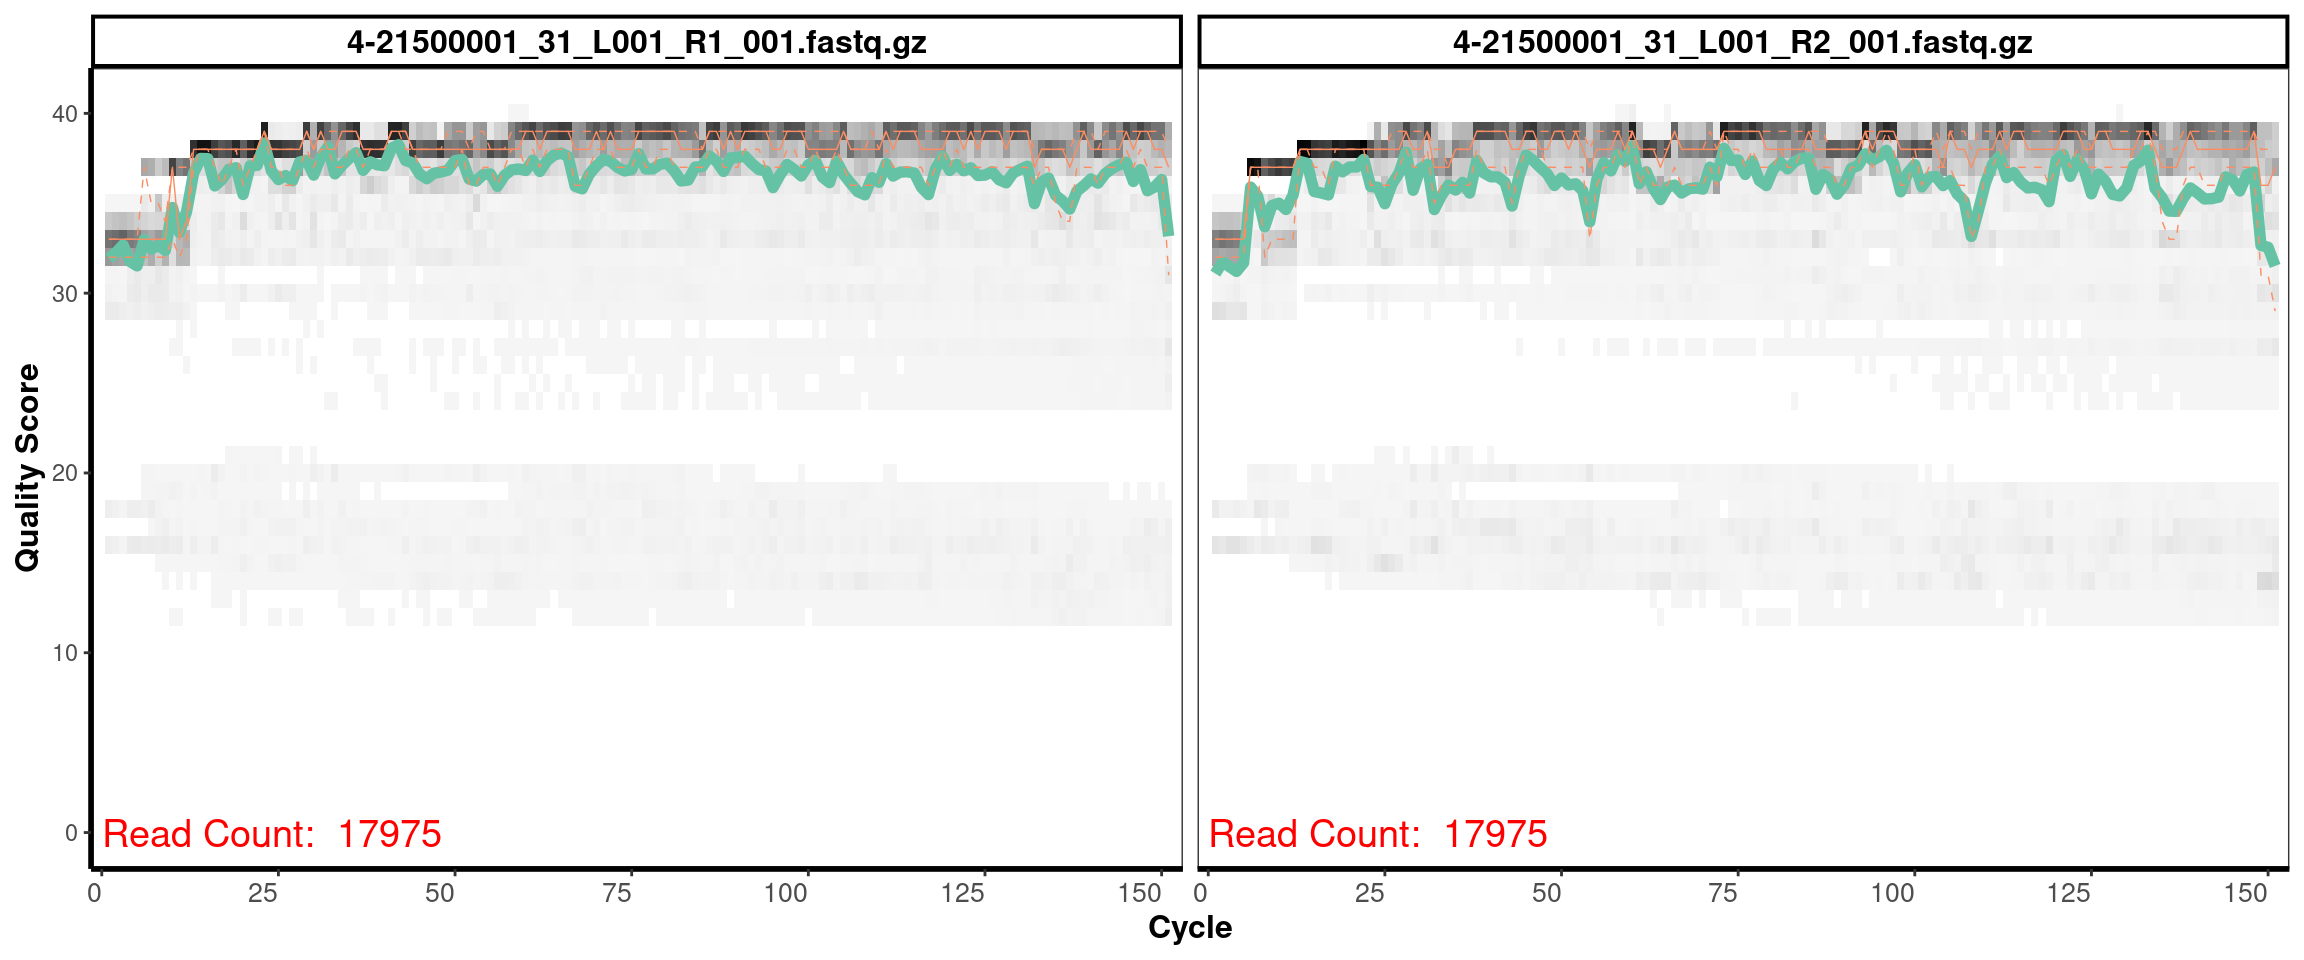 4-21500001_31_L001_R1_001.fastq.gz
4-21500001_31_L001_R2_001.fastq.gz
Quality Score
40
30
20
10
0
Read Count:  17975
Read Count:  17975
0 25 50 75 100 125 150
0 25 50 75 100 125 150
Cycle